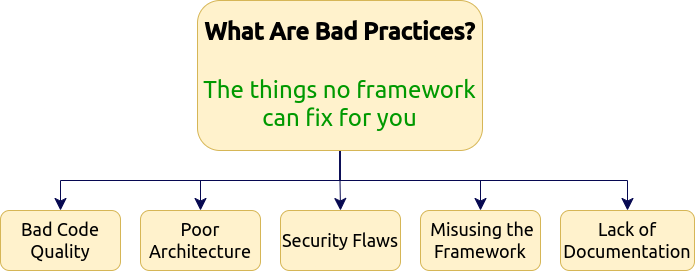 What Are Bad Practices?
The things no framework
can fix for you
Bad Code
Quality
Poor
Architecture
Security Flaws
Misusing the
Framework
Lack of
Documentation